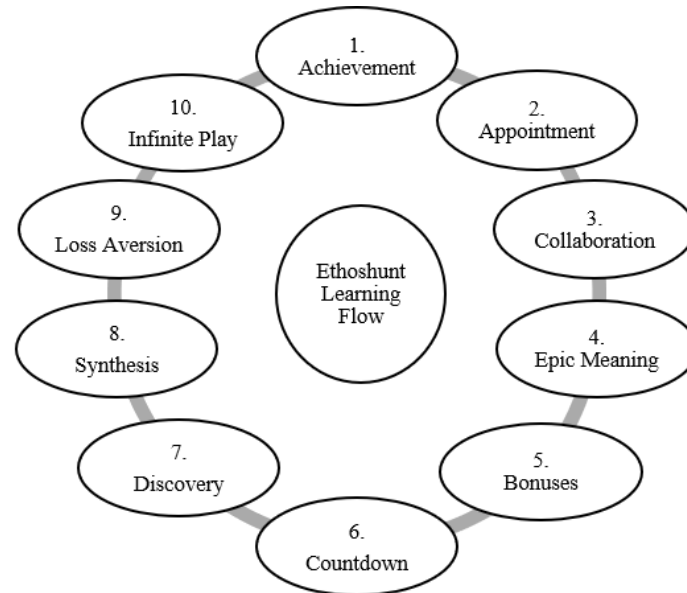 1.
Achievement
2.
Appointment
3.
Collaboration
4.
Epic Meaning
5.
Bonuses
6.
Countdown
7.
Discovery
8.
Synthesis
9.
Loss Aversion
10.
Infinite Play
Ethoshunt
Learning
Flow